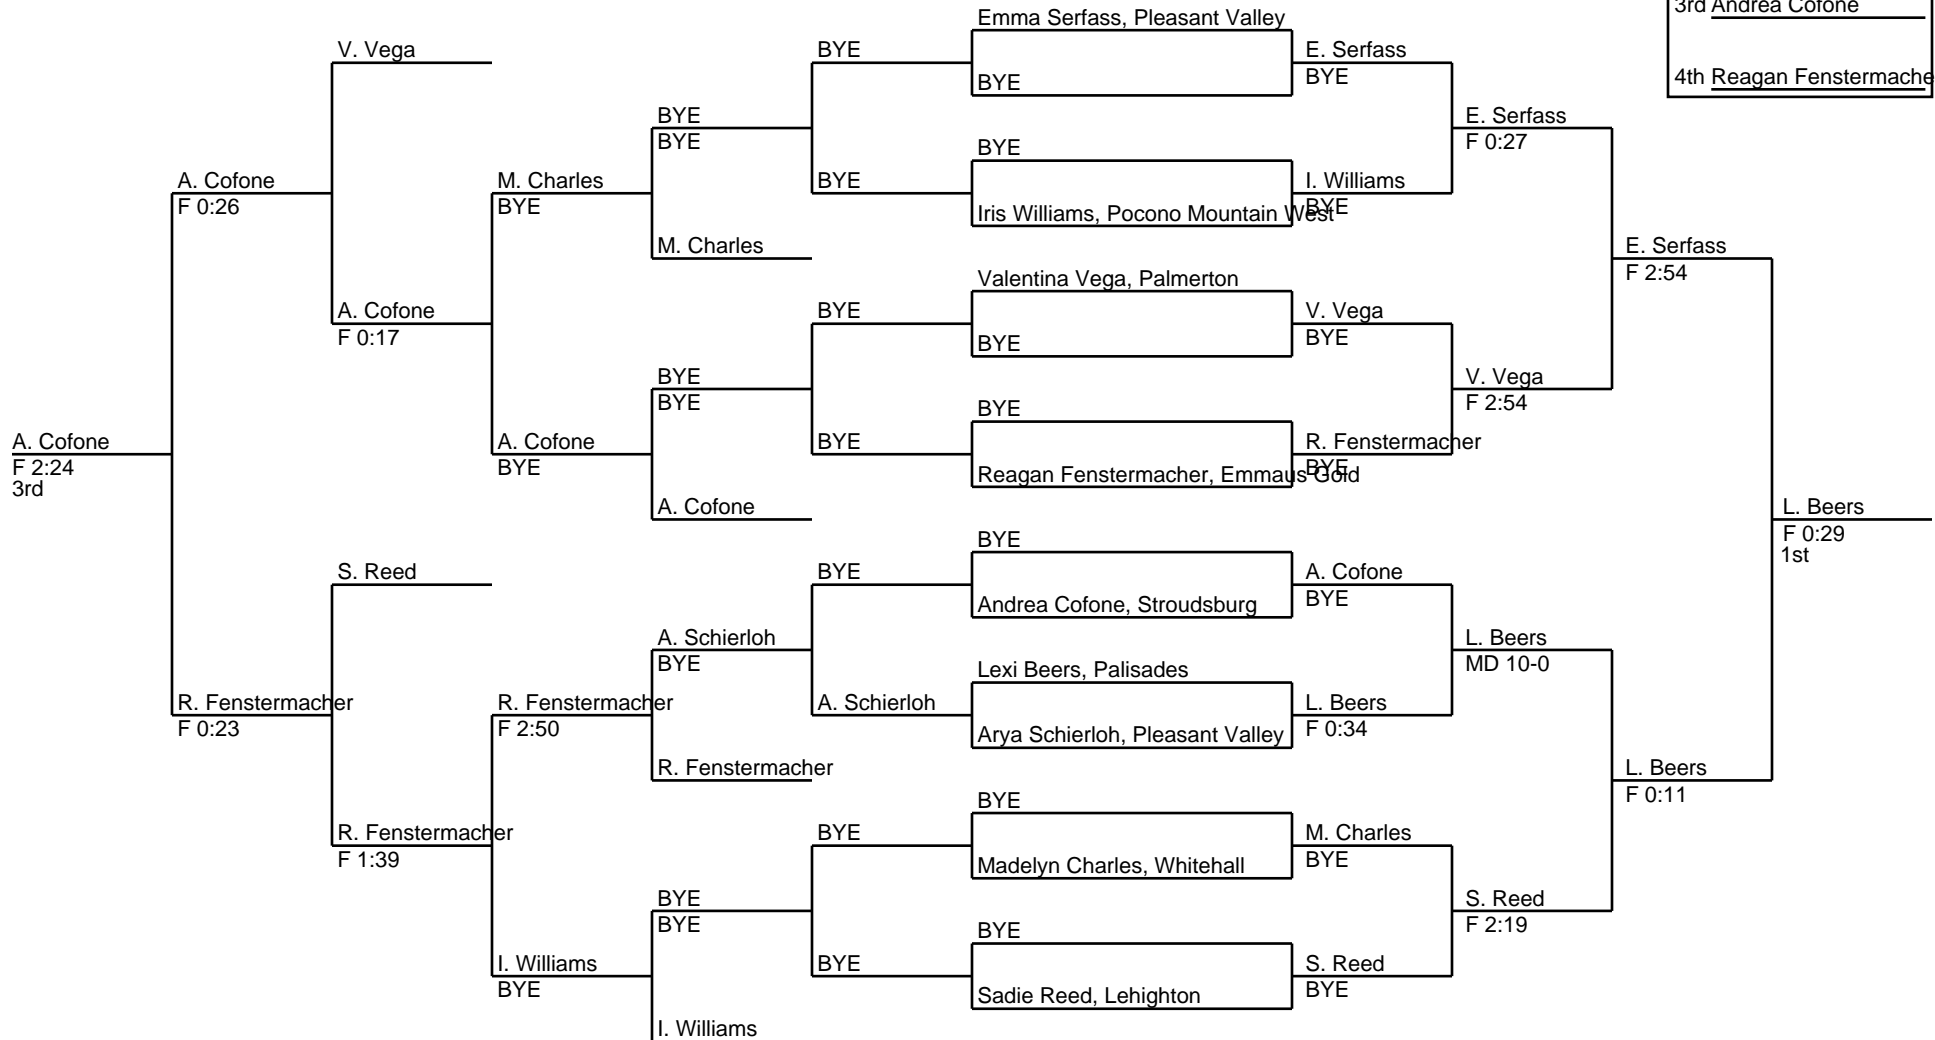 3rd Andrea Cofone
4th Reagan Fenstermache
Emma Serfass, Pleasant Valley
V. Vega
BYE
E. Serfass
BYE
BYE
BYE
E. Serfass
BYE
F 0:27
BYE
A. Cofone
M. Charles
BYE
I. Williams
F 0:26
BYE
Iris Williams, Pocono Mountain West
BYE
M. Charles
E. Serfass
F 2:54
Valentina Vega, Palmerton
A. Cofone
BYE
V. Vega
F 0:17
BYE
BYE
BYE
V. Vega
BYE
F 2:54
BYE
A. Cofone
A. Cofone
BYE
R. Fenstermacher
F 2:24
BYE
Reagan Fenstermacher, Emmaus Gold
BYE
3rd
A. Cofone
L. Beers
F 0:29
1st
BYE
S. Reed
BYE
A. Cofone
Andrea Cofone, Stroudsburg
BYE
A. Schierloh
L. Beers
BYE
Lexi Beers, Palisades
MD 10-0
R. Fenstermacher
R. Fenstermacher
A. Schierloh
L. Beers
F 0:23
F 2:50
Arya Schierloh, Pleasant Valley
F 0:34
R. Fenstermacher
L. Beers
F 0:11
BYE
R. Fenstermacher
BYE
M. Charles
F 1:39
Madelyn Charles, Whitehall
BYE
BYE
S. Reed
BYE
BYE
F 2:19
I. Williams
BYE
S. Reed
BYE
Sadie Reed, Lehighton
BYE
I. Williams